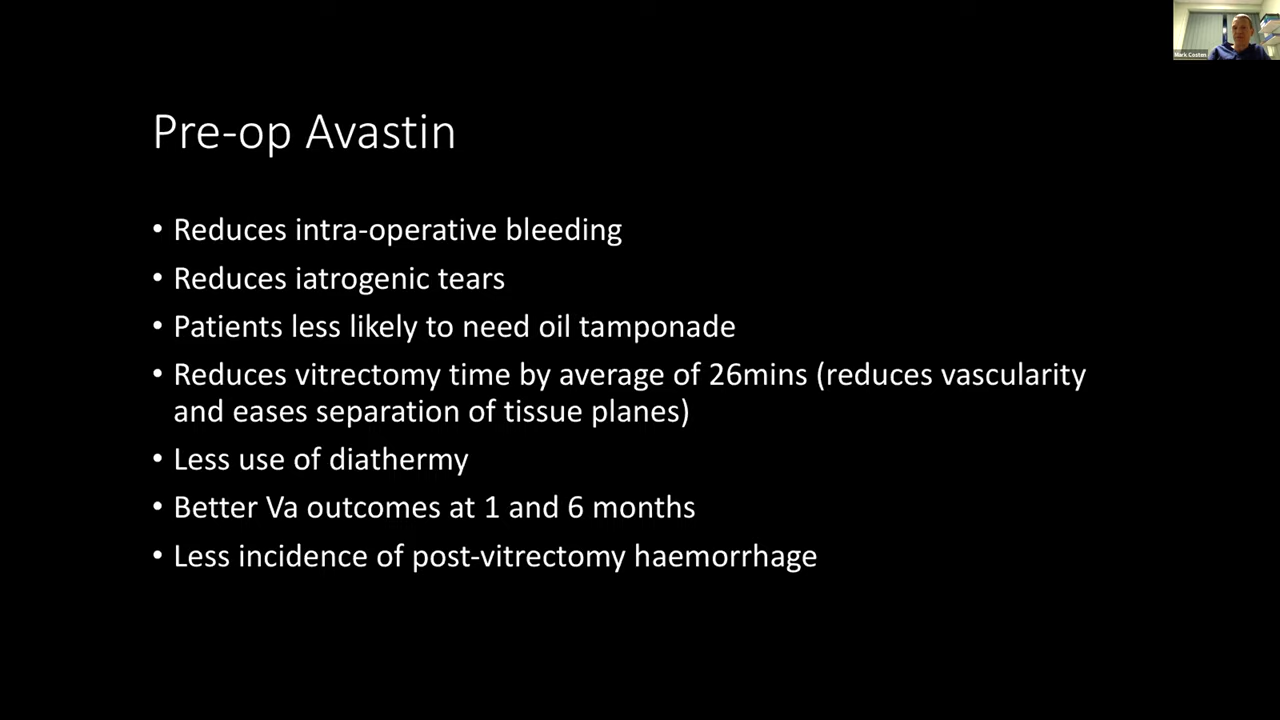 Mark Costen
Pre-op Avastin
• Reduces intra-operative bleeding
• Reduces iatrogenic tears
• Patients less likely to need oil tamponade
• Reduces vitrectomy time by average of 26mins (reduces vascularity
and eases separation of tissue planes)
• Less use of diathermy
• Better Va outcomes at 1 and 6 months
• Less incidence of post-vitrectomy haemorrhage